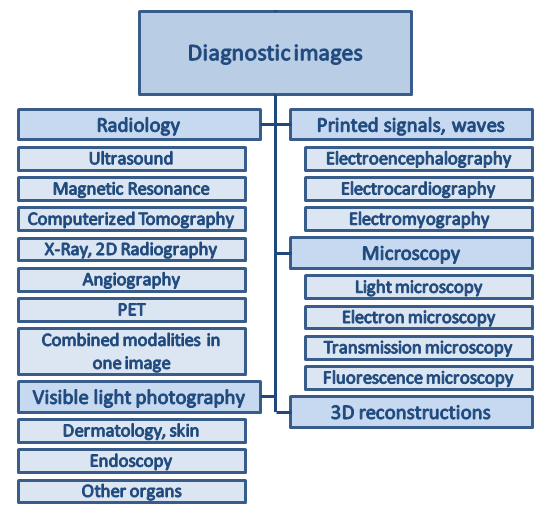 Diagnostic images
Radiology
Ultrasound
Magnetic Resonance
Computerized Tomography
X-Ray, 2D Radiography
Angiography
PET
Combined modalities in
one image
Visible light photography
Dermatology, skin
Endoscopy
Other organs
Printed signals, waves
Electroencephalography
Electrocardiography
Electromyography
Microscopy
Light microscopy
Electron microscopy
Transmission microscopy
Fluorescence microscopy
3D reconstructions